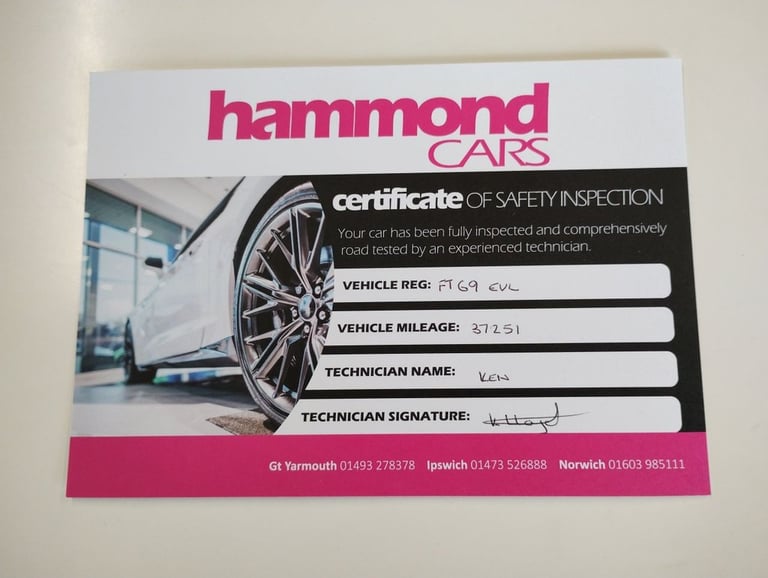 hammond
CARS
certificate OF SAFETY INSPECTION
Your car has been fully inspected and comprehensively
road tested by an experienced technician.
VEHICLE REG: FT69 EVL
VEHICLE MILEAGE: 37251
TECHNICIAN NAME: KEN
TECHNICIAN SIGNATURE:
Gt Yarmouth 01493 278378 Ipswich 01473 526888 Norwich 01603 985111